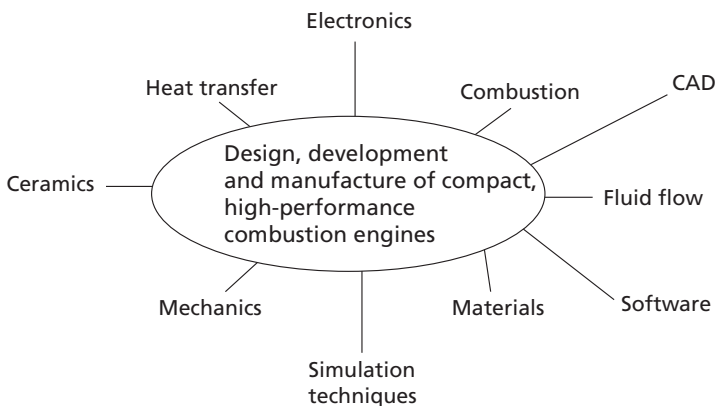 Electronics
Heat transfer
Combustion
CAD
Ceramics
Design, development
and manufacture of compact,
high-performance
combustion engines
Fluid flow
Mechanics
Materials
Software
Simulation
techniques